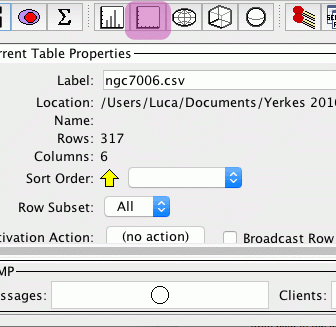 Σ
rrent Table Properties
Label: ngc7006.csv
Location: /Users/Luca/Documents/Yerkes 201
Name:
Rows: 317
Columns: 6
Sort Order:
Row Subset: All
tivation Action: (no action) Broadcast Row
MP
ssages: Clients: